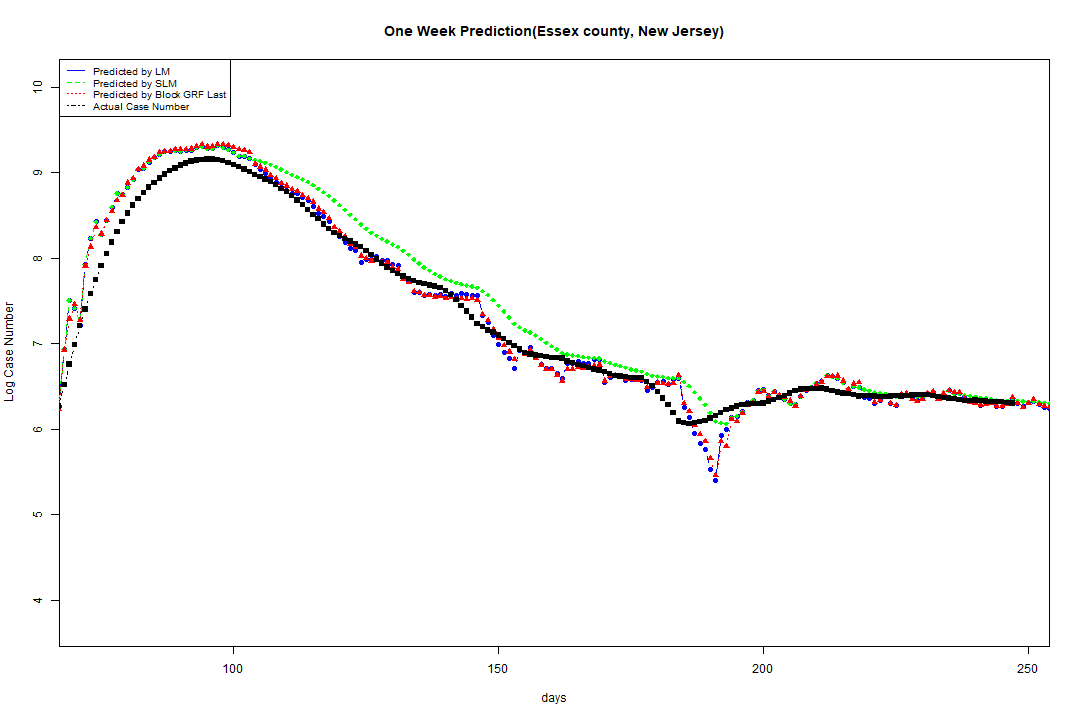 One Week Prediction(Essex county, New Jersey)
Predicted by LM
Predicted by SLM
Predicted by Block GRF Last
Actual Case Number
10
9
8
7
6
5
4
Log Case Number
100 150 200 250
days